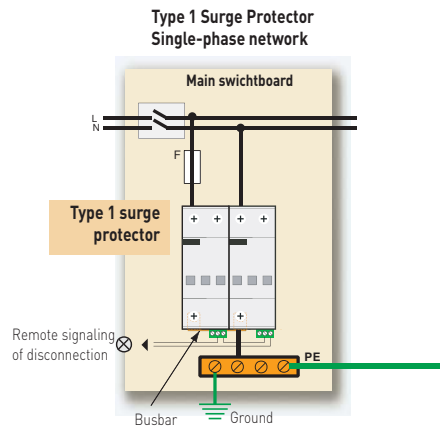 Type 1 Surge Protector
Single-phase network
Main swichtboard
L
N
F
Type 1 surge
protector
+ + + +
+ +
Remote signaling
of disconnection
PE
Busbar
Ground